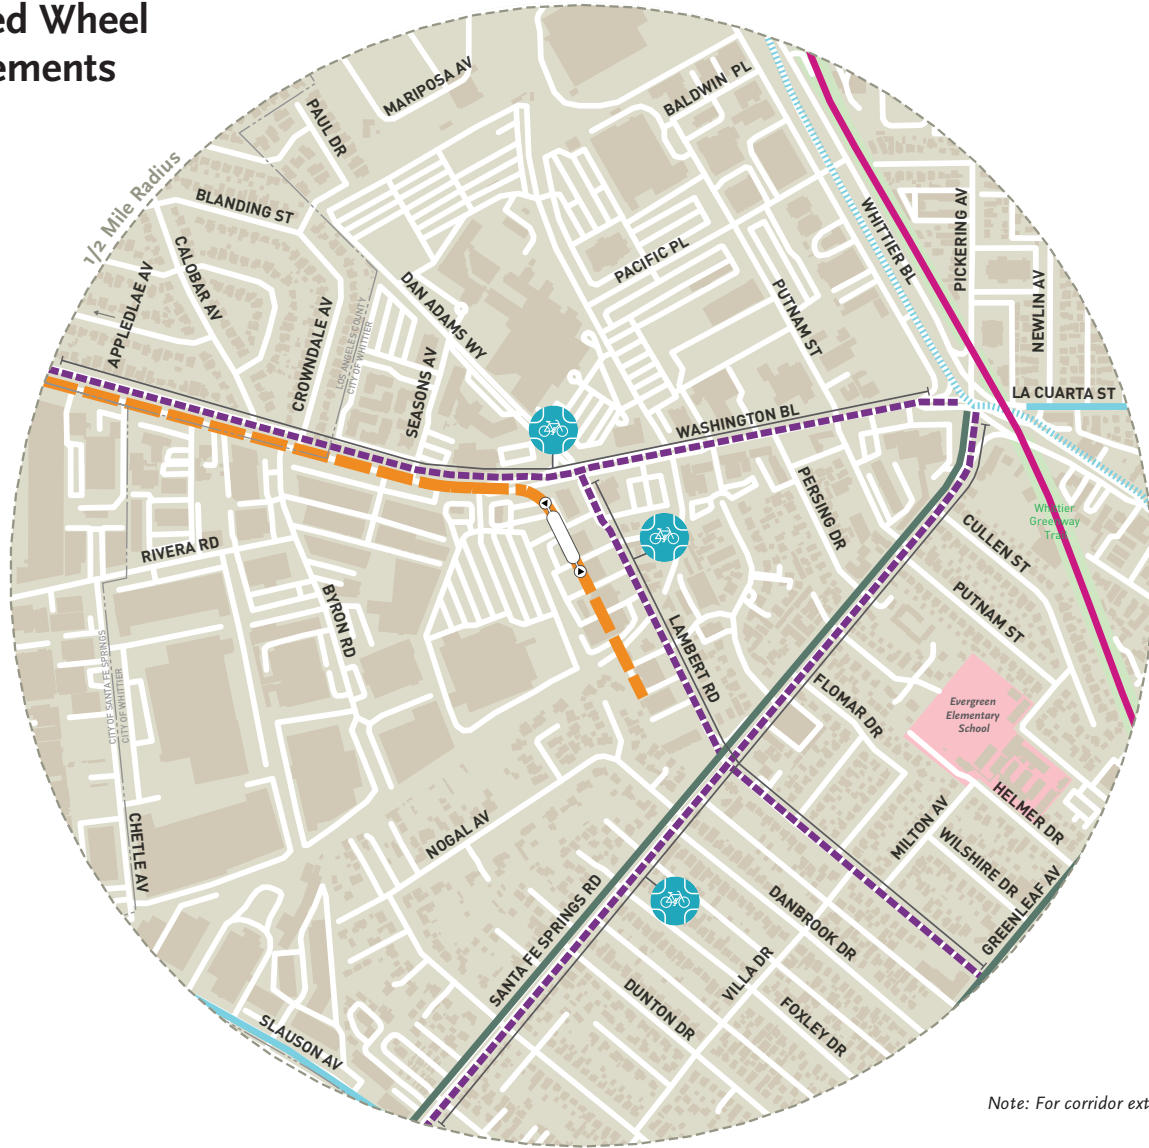 ed Wheel
ements
1/2 Mile Radius
MARIPOSA AV
PAUL DR
BALDWIN PL
BLANDING ST
CALOBAR AV
APPLEDLAE AV
CROWNDALE AV
LOS ANGELES COUNTY
CITY OF WHITTIER
DAN ADAMS WY
SEASONS AV
PACIFIC PL
PUTNAM ST
WHITTIER BL
PICKERING AV
NEWLIN AV
LA CUARTA ST
WASHINGTON BL
PERSING DR
RIVERA RD
BYRON RD
CITY OF SANTA FE SPRINGS
CITY OF WHITTIER
LAMBERT RD
Whittier
Greenway
Trail
CULLEN ST
PUTNAM ST
FLOMAR DR
Evergreen
Elementary
School
HELMER DR
MILTON AV
WILSHIRE DR
GREENLEAF AV
CHETLE AV
NOGAL AV
SANTA FE SPRINGS RD
DANBROOK DR
VILLA DR
DUNTON DR
FOXLEY DR
SLAUSON AV
Note: For corridor ext